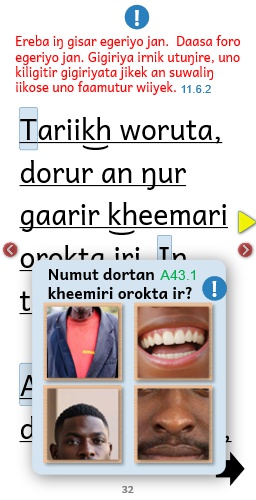 !
Ereba iŋ gisar egeriyo jan. Daasa foro
egeriyo jan. Gigiriya irnik utuŋire, uno
kiligitir gigiriyata jikek an suwaliŋ
iikose uno faamutur wiiyek. 11.6.2
Tariikh woruta,
dorur an ŋur
gaarir kheemari
orokta iri. In
Numut dortan A43.1
kheemiri orokta ir? !
32